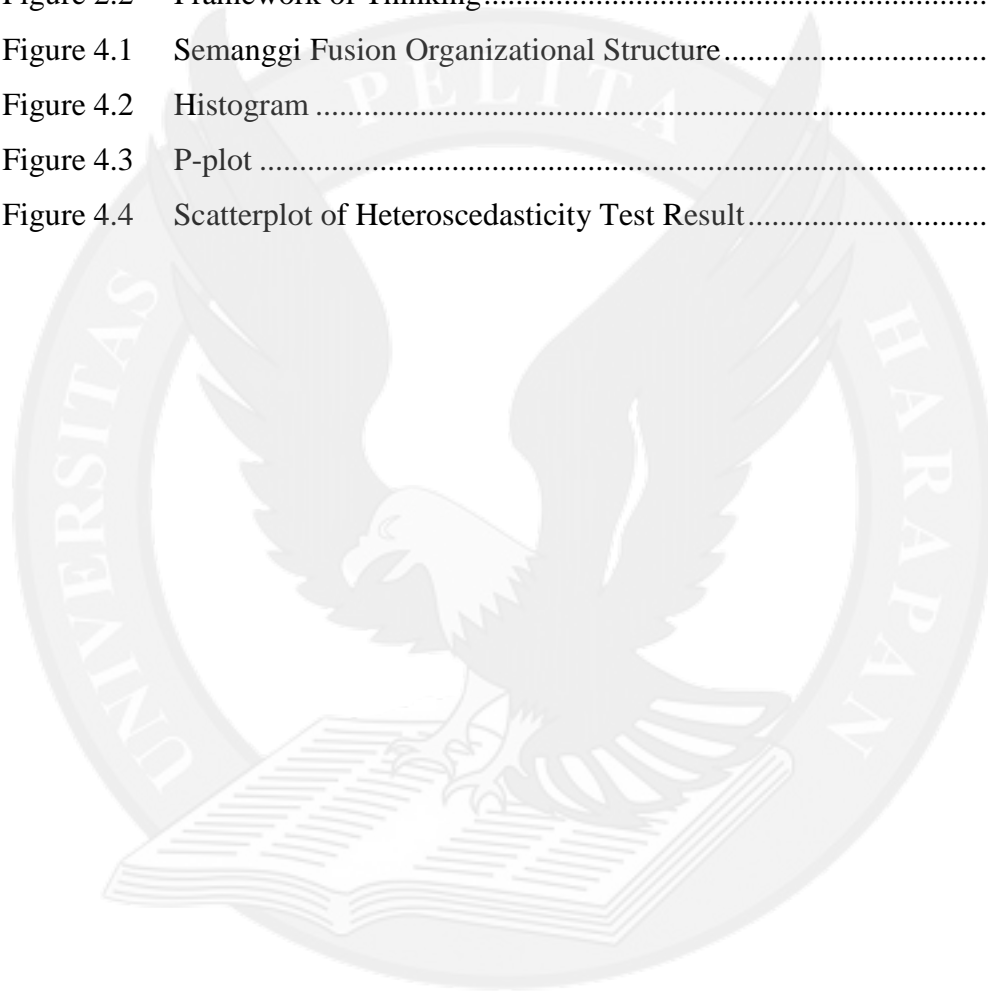 Figure 2.2 Framework of Thinking................................................................
Figure 4.1 Semanggi Fusion Organizational Structure.................................
Figure 4.2 Histogram ..................................................................................
Figure 4.3 P-plot .........................................................................................
Figure 4.4 Scatterplot of Heteroscedasticity Test Result..............................
UNIVERSITAS PELITA HARAPAN